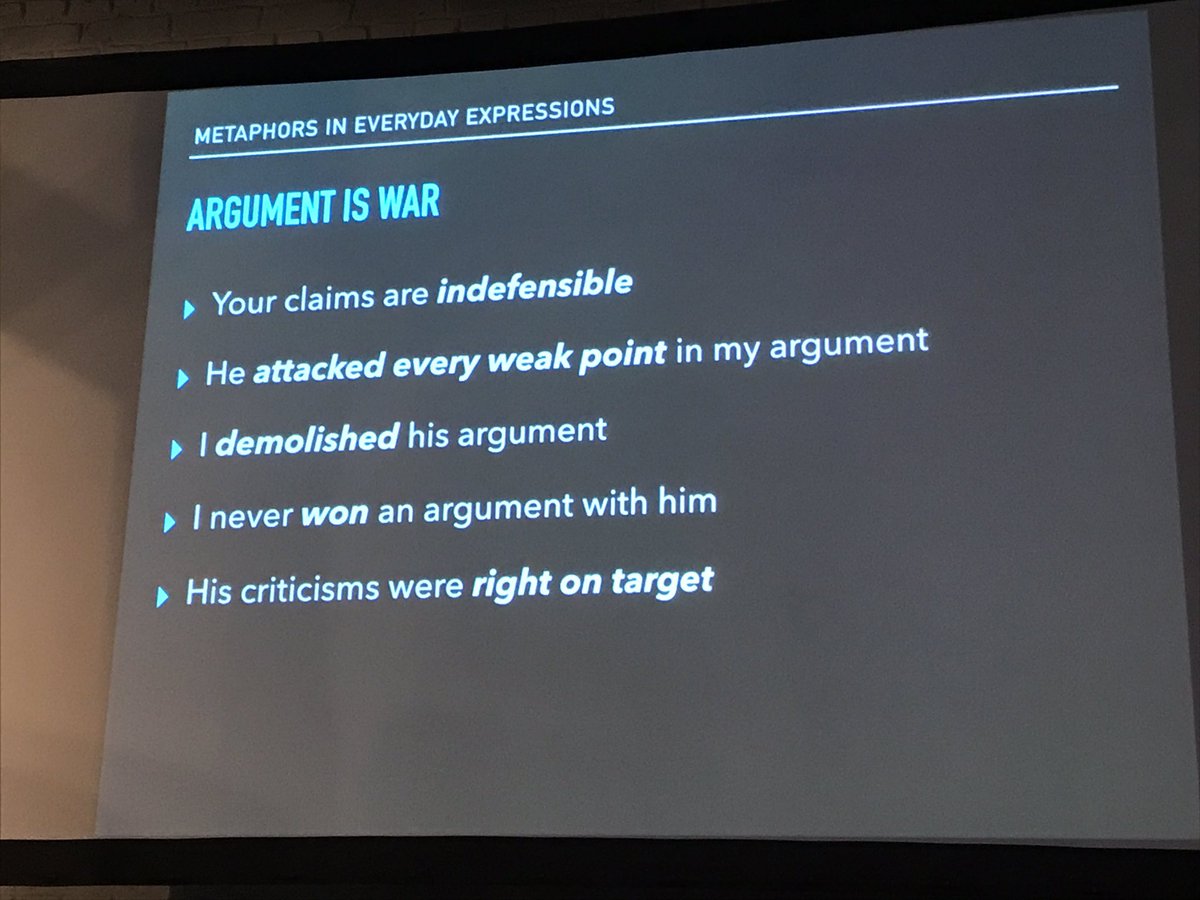 METAPHORS IN EVERYDAY EXPRESSIONS
ARGUMENT IS WAR
Your claims are indefensible
He attacked every weak point in my argument
I demolished his argument
I never won an argument with him
His criticisms were right on target